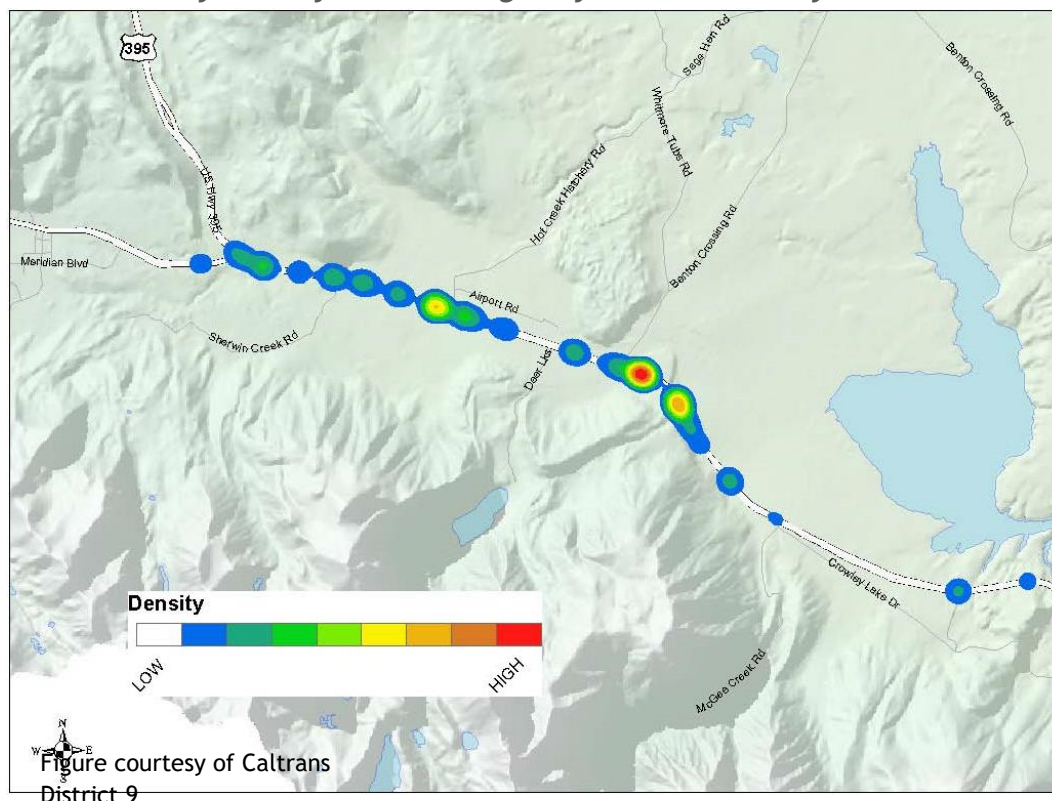 395
Sage Hen Rd
Benton Crossing Rd
Whitmore Tubs Rd
Hot Creek Hatchery Rd
US Hwy 395
Meridian Blvd
Benton Crossing Rd
Airport Rd
Sherwin Creek Rd
Crowley Lake Dr
McGee Creek Rd
Density
LOW
HIGH
N
W
E
S
Figure courtesy of Caltrans
District 9